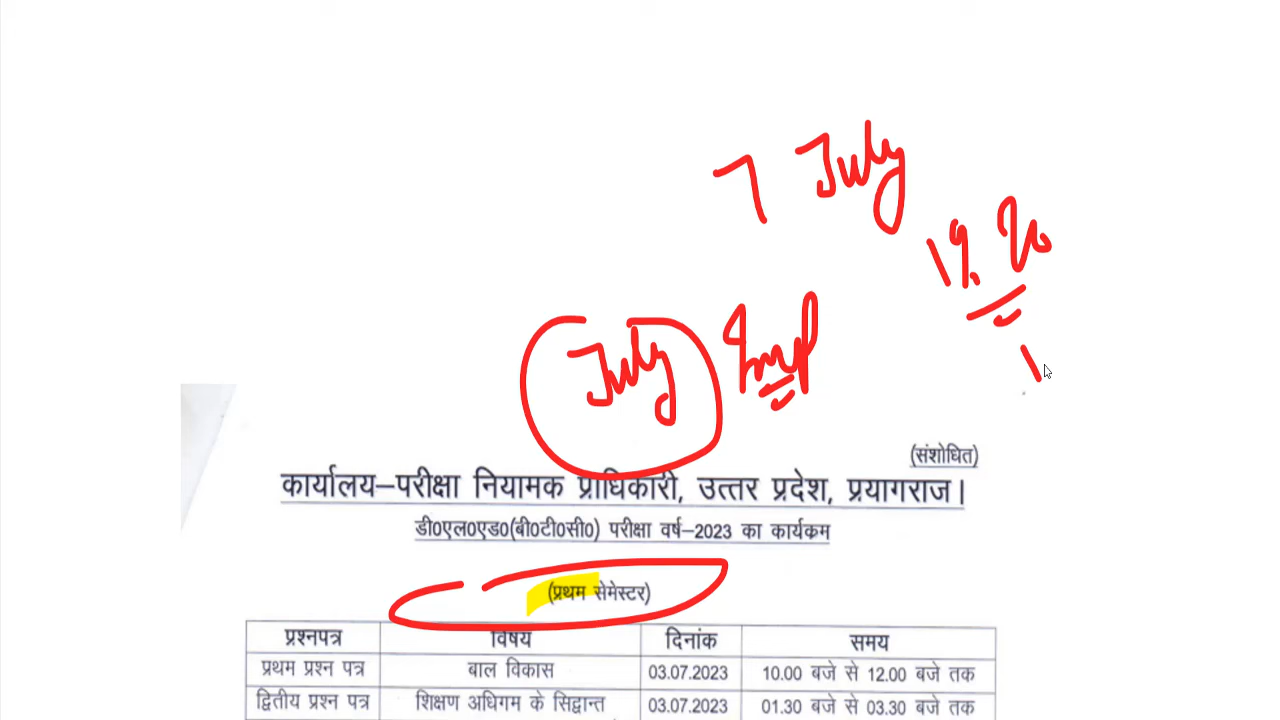 7 July
19. 20
July Imp
(संशोधित)
कार्यालय–परीक्षा नियामक प्राधिकारी, उत्तर प्रदेश, प्रयागराज।
डी0एल0एड0(बी0टी0सी0) परीक्षा वर्ष–2023 का कार्यकम
(प्रथम सेमेस्टर)
प्रश्नपत्र विषय दिनांक समय
प्रथम प्रश्न पत्र बाल विकास 03.07.2023 10.00 बजे से 12.00 बजे तक
द्वितीय प्रश्न पत्र शिक्षण अधिगम के सिद्वान्त 03.07.2023 01.30 बजे से 03.30 बजे तक